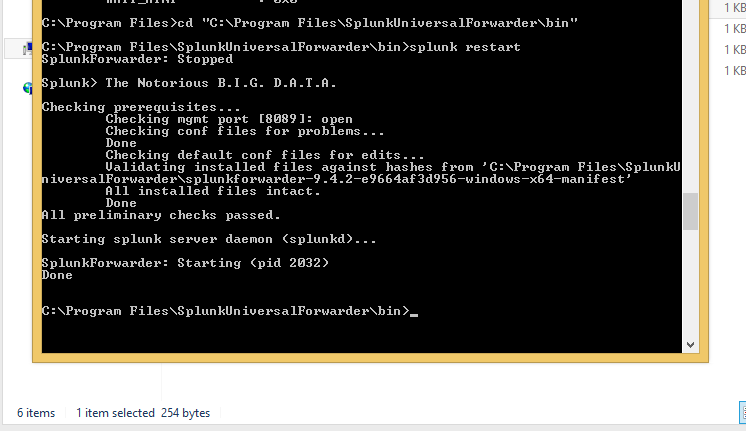 1 KB
C:\Program Files>cd "C:\Program Files\SplunkUniversalForwarder\bin"
1 KB
C:\Program Files\SplunkUniversalForwarder\bin>splunk restart
1 KB
SplunkForwarder: Stopped
1 KB
Splunk> The Notorious B.I.G. D.A.T.A.
Checking prerequisites...
Checking mgmt port [8089]: open
Checking conf files for problems...
Done
Checking default conf files for edits...
Validating installed files against hashes from 'C:\Program Files\SplunkU
niversalForwarder\splunkforwarder-9.4.2-e9664af3d956-windows-x64-manifest'
All installed files intact.
Done
All preliminary checks passed.
Starting splunk server daemon (splunkd)...
SplunkForwarder: Starting (pid 2032)
Done
C:\Program Files\SplunkUniversalForwarder\bin>_
6 items 1 item selected 254 bytes